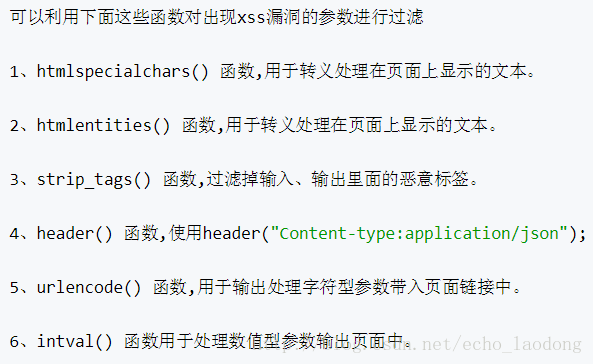 可以利用下面这些函数对出现xss漏洞的参数进行过滤
1、htmlspecialchars() 函数,用于转义处理在页面上显示的文本。
2、htmlentities() 函数,用于转义处理在页面上显示的文本。
3、strip_tags() 函数,过滤掉输入、输出里面的恶意标签。
4、header() 函数,使用header("Content-type:application/json");
5、urlencode() 函数,用于输出处理字符型参数带入页面链接中。
6、intval() 函数用于处理数值型参数输出页面中。
csdn.net/echo_laodong